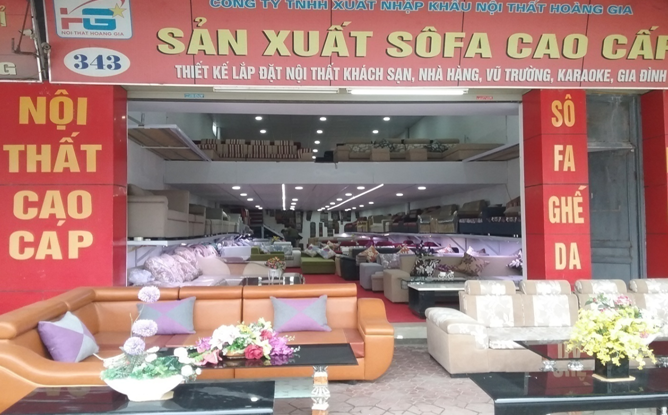 CÔNG TY TNHH XUẤT NHẬP KHẨU NỘI THẤT HOÀNG GIA
HG
NỘI THẤT HOÀNG GIA
343
SẢN XUẤT SÔFA CAO CẤP
THIẾT KẾ LẮP ĐẶT NỘI THẤT KHÁCH SẠN, NHÀ HÀNG, VŨ TRƯỜNG, KARAOKE, GIA ĐÌNH
NỘI
THẤT
CAO
CẤP
SÔ
FA
GHẾ
DA